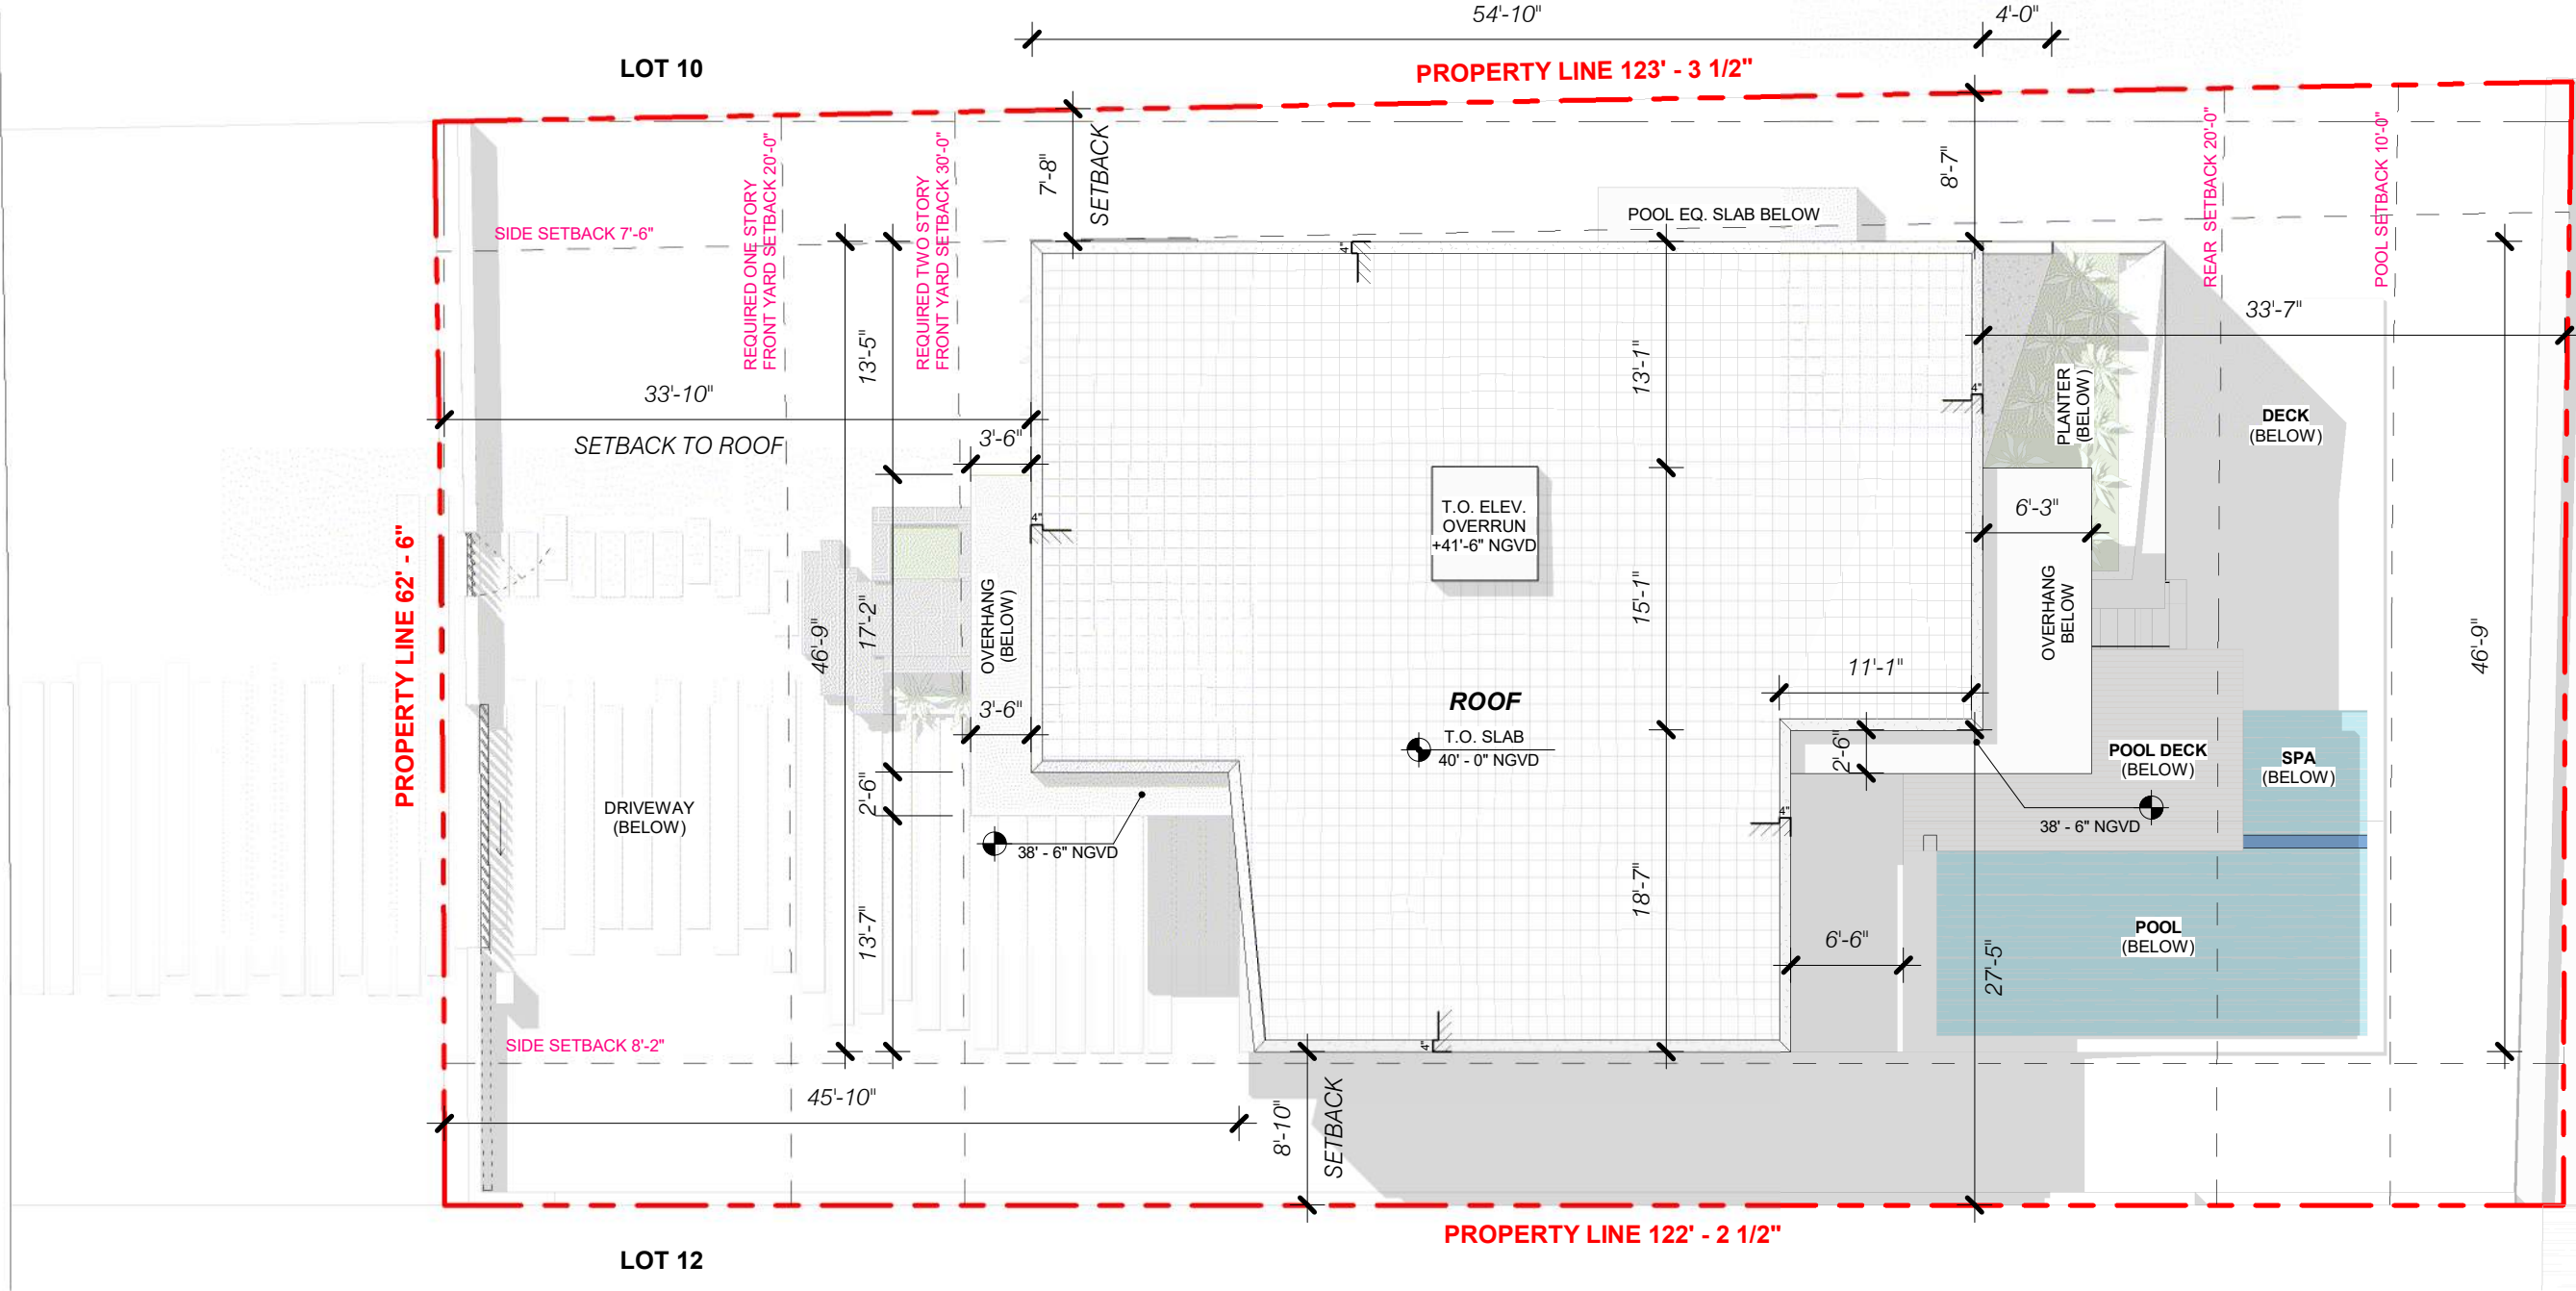 54'-10"
4'-0"
LOT 10
PROPERTY LINE 123' - 3 1/2"
7'-8"
SETBACK
8'-7"
REQUIRED ONE STORY
FRONT YARD SETBACK 20'-0"
REQUIRED TWO STORY
FRONT YARD SETBACK 30'-0"
REAR SETBACK 20'-0"
POOL SETBACK 10'-0"
SIDE SETBACK 7'-6"
POOL EQ. SLAB BELOW
4"
33'-7"
13'-5"
13'-1"
33'-10"
SETBACK TO ROOF
3'-6"
4"
PLANTER
(BELOW)
DECK
(BELOW)
T.O. ELEV.
OVERRUN
+41'-6" NGVD
6'-3"
4"
PROPERTY LINE 62' - 6"
OVERHANG
(BELOW)
46'-9"
17'-2"
15'-1"
OVERHANG
BELOW
46'-9"
11'-1"
3'-6"
ROOF
T.O. SLAB
40' - 0" NGVD
2'-6"
POOL DECK
(BELOW)
SPA
(BELOW)
DRIVEWAY
(BELOW)
2'-6"
4"
38' - 6" NGVD
38' - 6" NGVD
13'-7"
18'-7"
6'-6"
27'-5"
POOL
(BELOW)
SIDE SETBACK 8'-2"
4"
45'-10"
8'-10"
SETBACK
PROPERTY LINE 122' - 2 1/2"
LOT 12